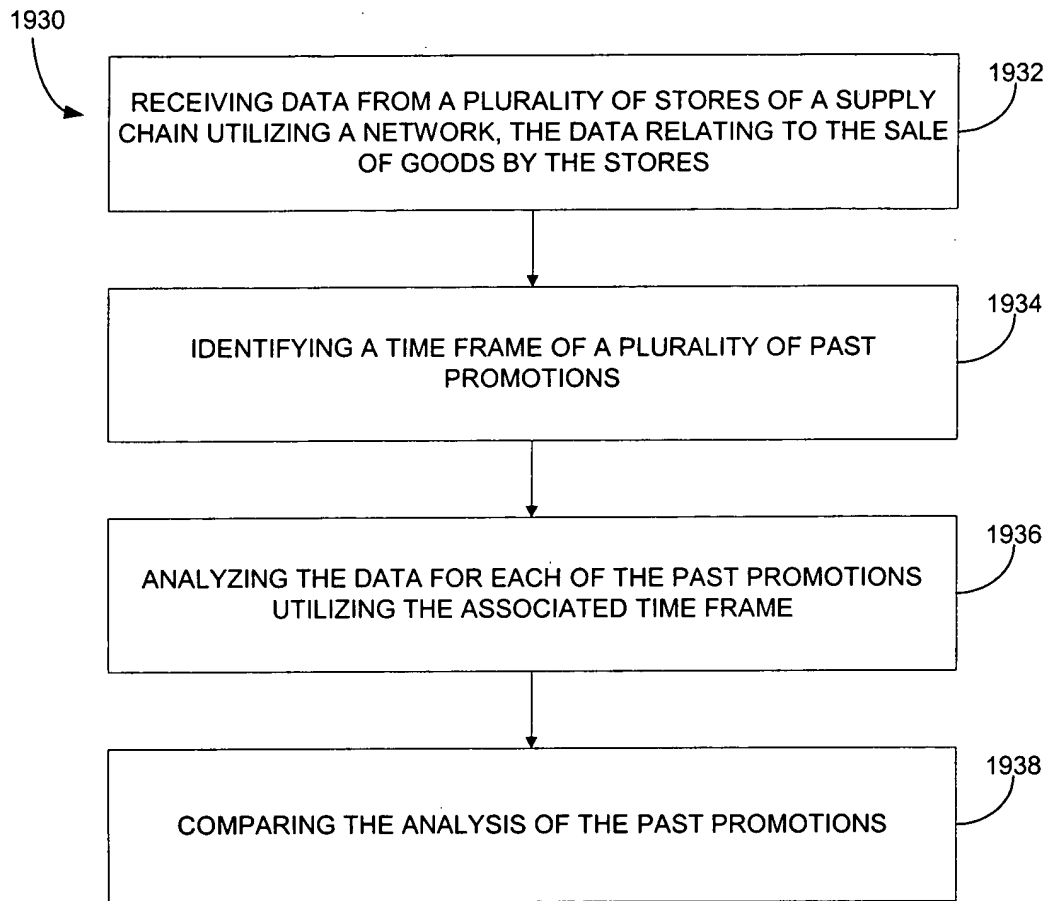 1930
1932
RECEIVING DATA FROM A PLURALITY OF STORES OF A SUPPLY
CHAIN UTILIZING A NETWORK, THE DATA RELATING TO THE SALE
OF GOODS BY THE STORES
1934
IDENTIFYING A TIME FRAME OF A PLURALITY OF PAST
PROMOTIONS
1936
ANALYZING THE DATA FOR EACH OF THE PAST PROMOTIONS
UTILIZING THE ASSOCIATED TIME FRAME
1938
COMPARING THE ANALYSIS OF THE PAST PROMOTIONS